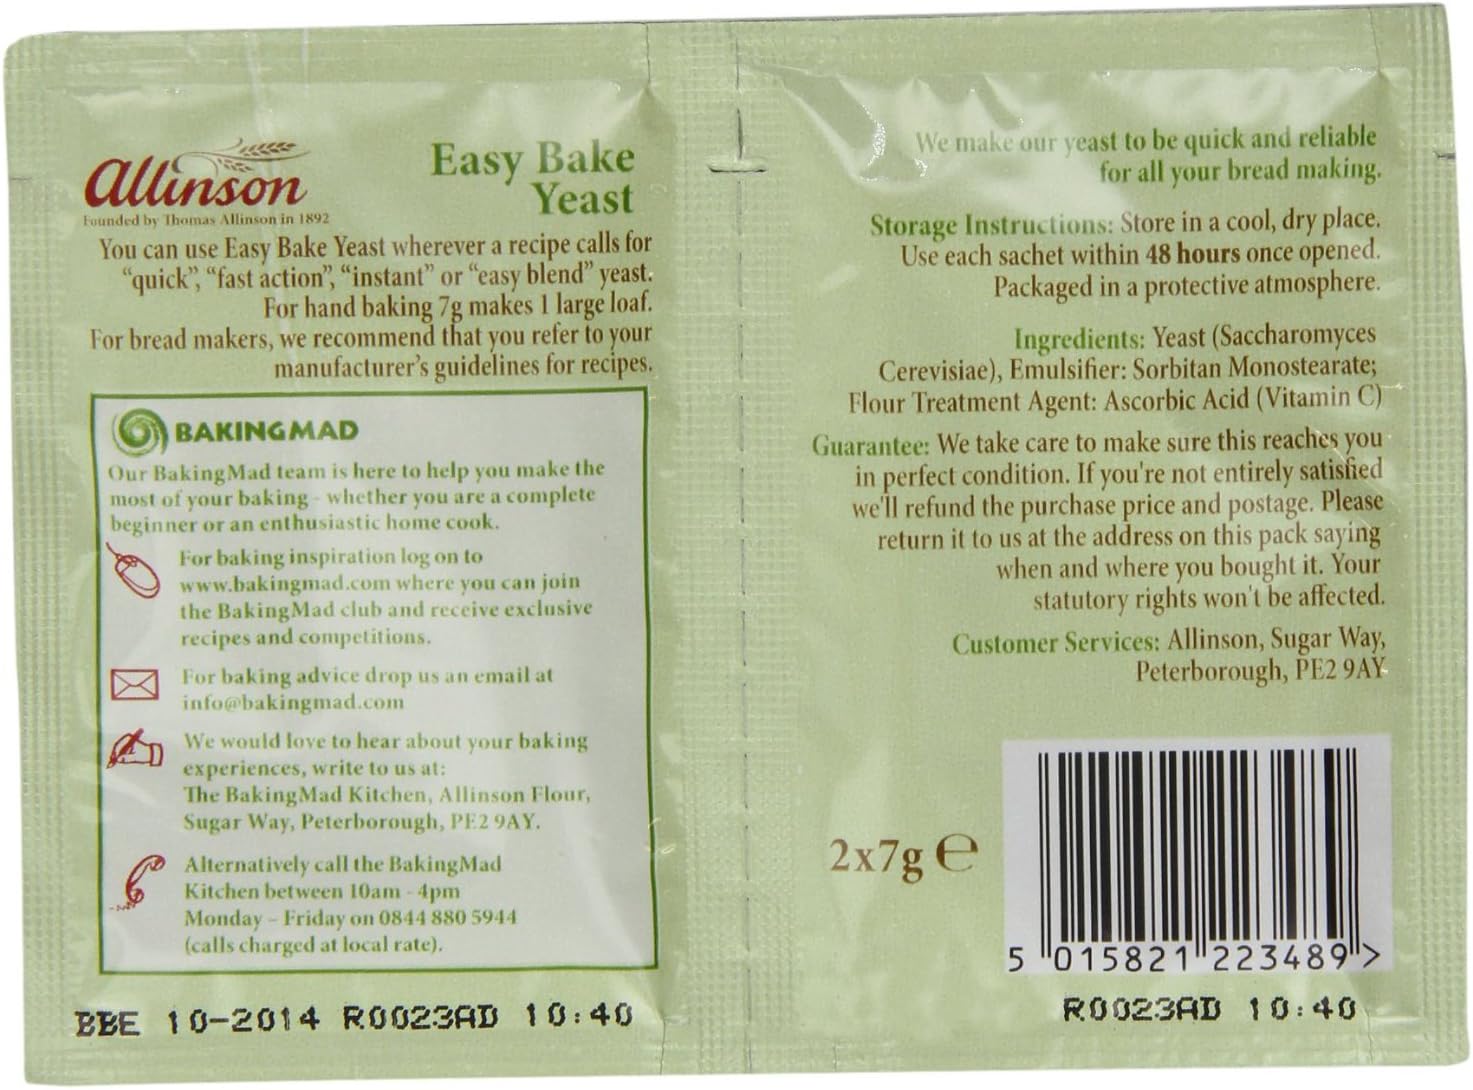 Allinson
Founded by Thomas Allinson in 1892
Easy Bake
Yeast
You can use Easy Bake Yeast wherever a recipe calls for
“quick”, “fast action”, “instant” or “easy blend” yeast.
For hand baking 7g makes 1 large loaf.
For bread makers, we recommend that you refer to your
manufacturer’s guidelines for recipes.
BAKINGMAD
Our BakingMad team is here to help you make the
most of your baking - whether you are a complete
beginner or an enthusiastic home cook.
For baking inspiration log on to
www.bakingmad.com where you can join
the BakingMad club and receive exclusive
recipes and competitions.
For baking advice drop us an email at
info@bakingmad.com
We would love to hear about your baking
experiences, write to us at:
The BakingMad Kitchen, Allinson Flour,
Sugar Way, Peterborough, PE2 9AY.
Alternatively call the BakingMad
Kitchen between 10am - 4pm
Monday – Friday on 0844 880 5944
(calls charged at local rate).
BBE 10-2014 R0023AD 10:40
We make our yeast to be quick and reliable
for all your bread making.
Storage Instructions: Store in a cool, dry place.
Use each sachet within 48 hours once opened.
Packaged in a protective atmosphere.
Ingredients: Yeast (Saccharomyces
Cerevisiae), Emulsifier: Sorbitan Monostearate;
Flour Treatment Agent: Ascorbic Acid (Vitamin C)
Guarantee: We take care to make sure this reaches you
in perfect condition. If you're not entirely satisfied
we'll refund the purchase price and postage. Please
return it to us at the address on this pack saying
when and where you bought it. Your
statutory rights won't be affected.
Customer Services: Allinson, Sugar Way,
Peterborough, PE2 9AY
2x7g ℮
5 015821 223489 >
R0023AD 10:40